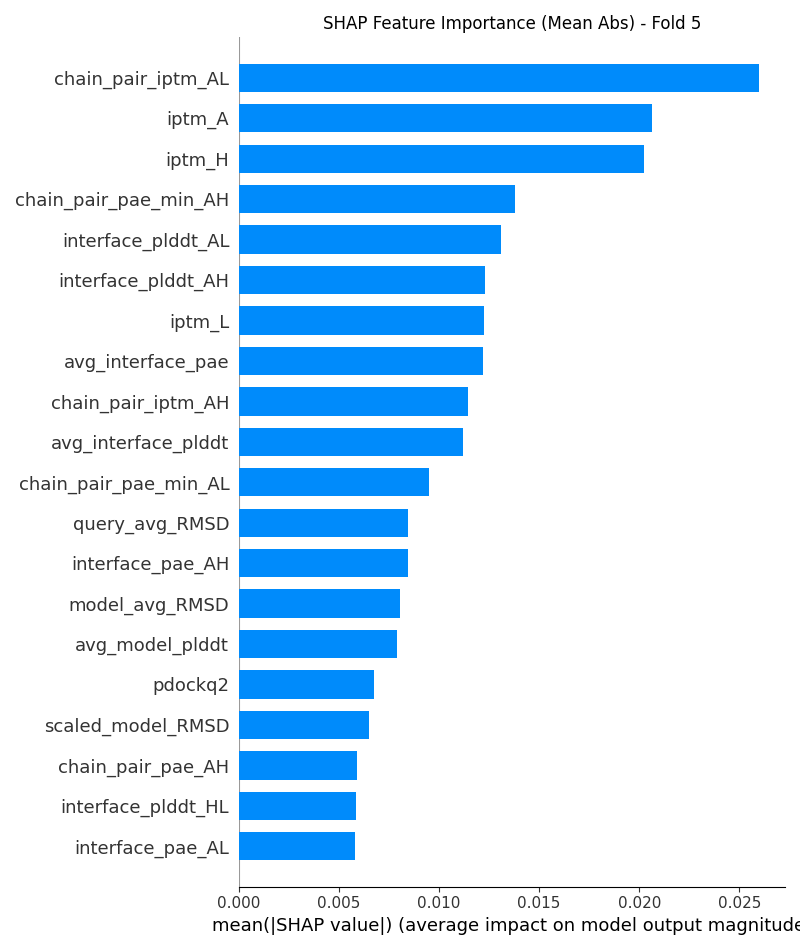 SHAP Feature Importance (Mean Abs) - Fold 5
chain_pair_iptm_AL
iptm_A
iptm_H
chain_pair_pae_min_AH
interface_plddt_AL
interface_plddt_AH
iptm_L
avg_interface_pae
chain_pair_iptm_AH
avg_interface_plddt
chain_pair_pae_min_AL
query_avg_RMSD
interface_pae_AH
model_avg_RMSD
avg_model_plddt
pdockq2
scaled_model_RMSD
chain_pair_pae_AH
interface_plddt_HL
interface_pae_AL
0.000 0.005 0.010 0.015 0.020 0.025
mean(|SHAP value|) (average impact on model output magnitude